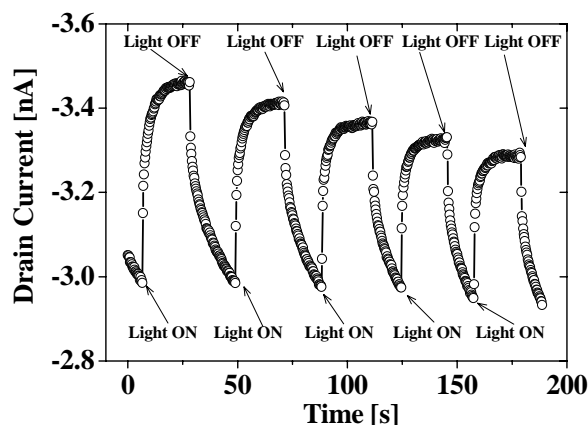 -3.6
Light OFF
Light OFF
Light OFF
Light OFF
Light OFF
-3.4
-3.2
-3.0
-2.8
Drain Current [nA]
Light ON
Light ON
Light ON
Light ON
Light ON
0
50
100
150
200
Time [s]